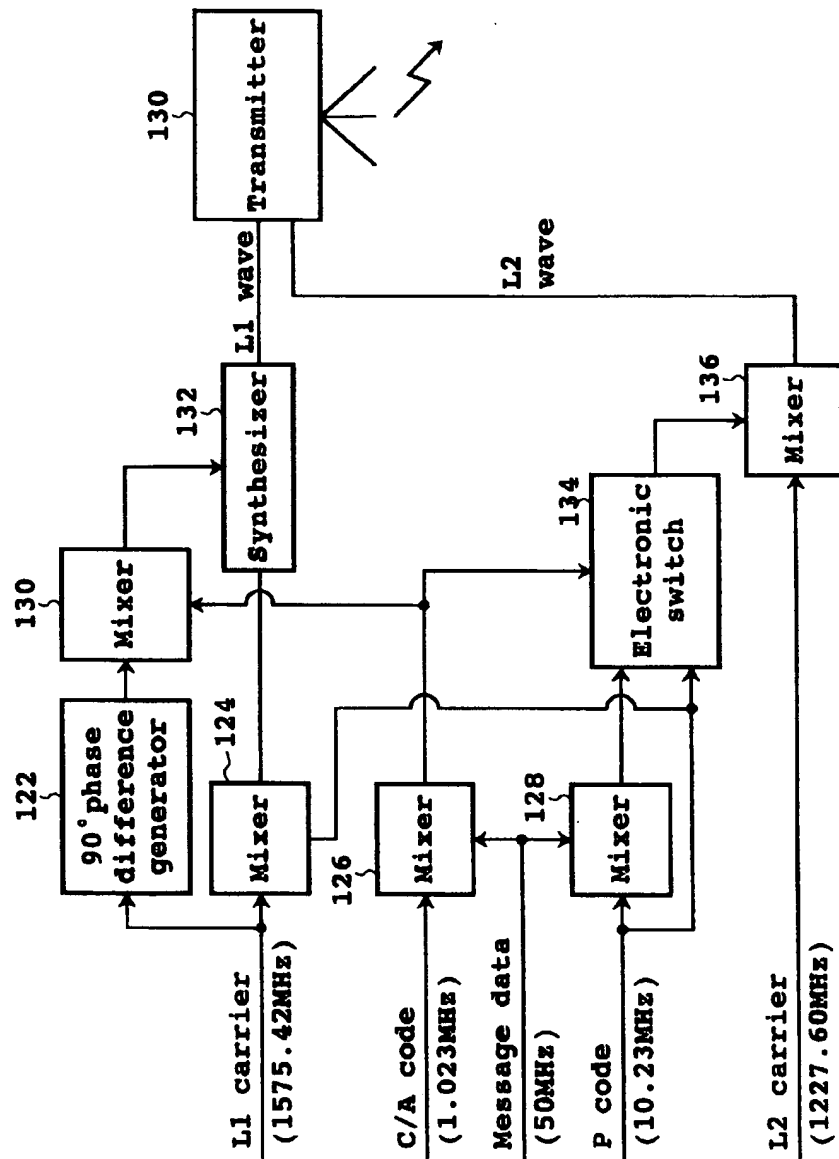 L1 carrier
(1575.42MHz)
C/A code
(1.023MHz)
Message data
(50MHz)
P code
(10.23MHz)
L2 carrier
(1227.60MHz)
122
90°phase
difference
generator
124
Mixer
126
Mixer
128
Mixer
130
Mixer
132
Synthesizer
134
Electronic
switch
136
Mixer
L1 wave
L2
wave
130
Transmitter